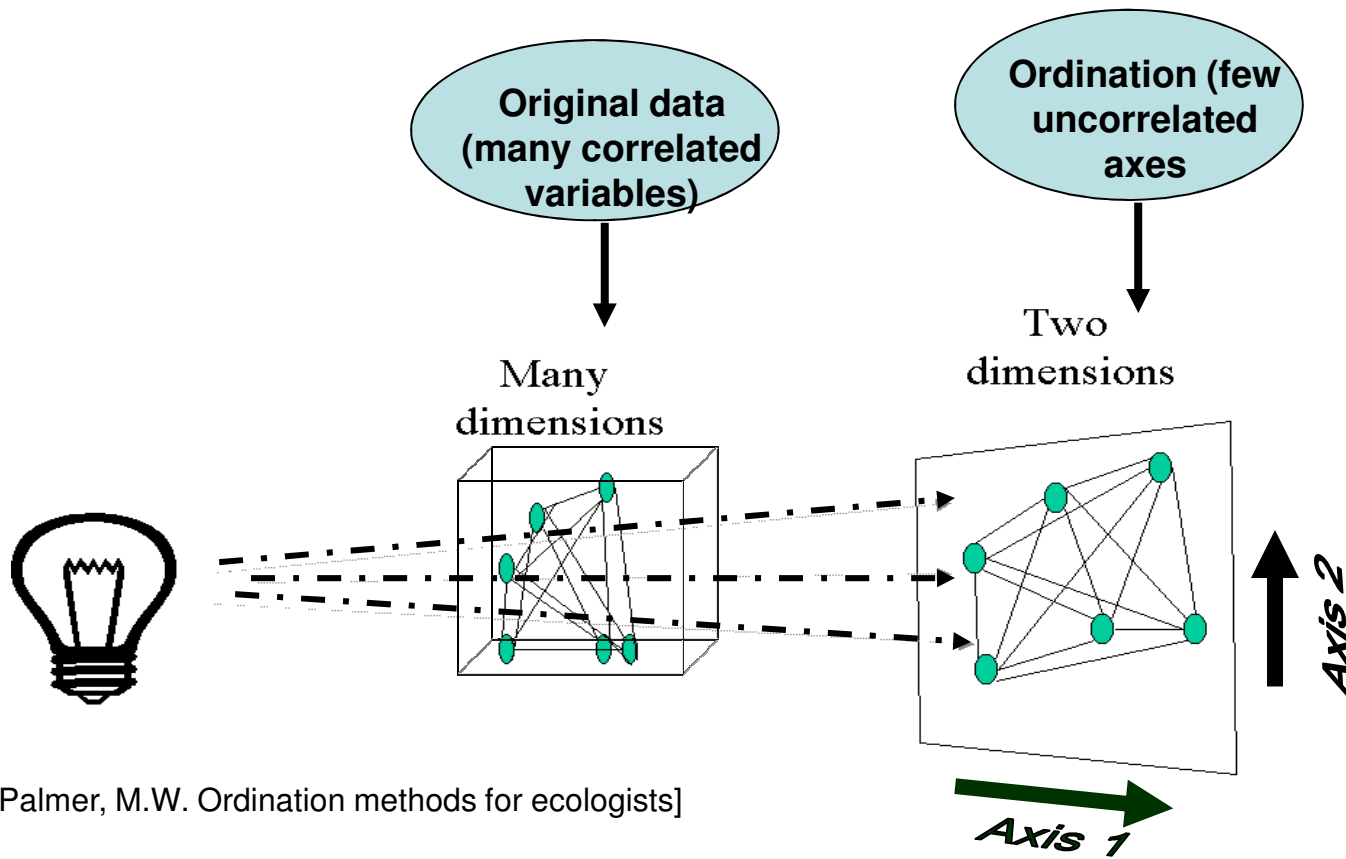 Original data
(many correlated
variables)
Ordination (few
uncorrelated
axes
Many
dimensions
Two
dimensions
Axis 2
Axis 1
Palmer, M.W. Ordination methods for ecologists]